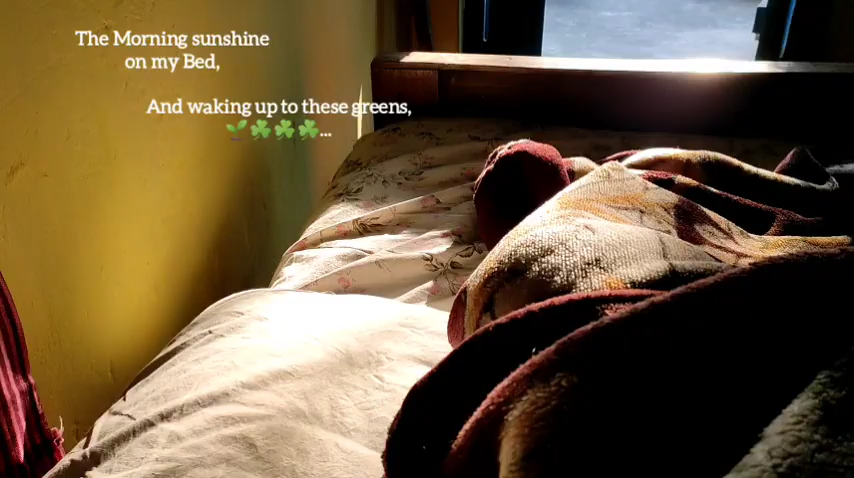 The Morning sunshine
on my Bed,
And waking up to these greens,
🌱☘️☘️☘️...